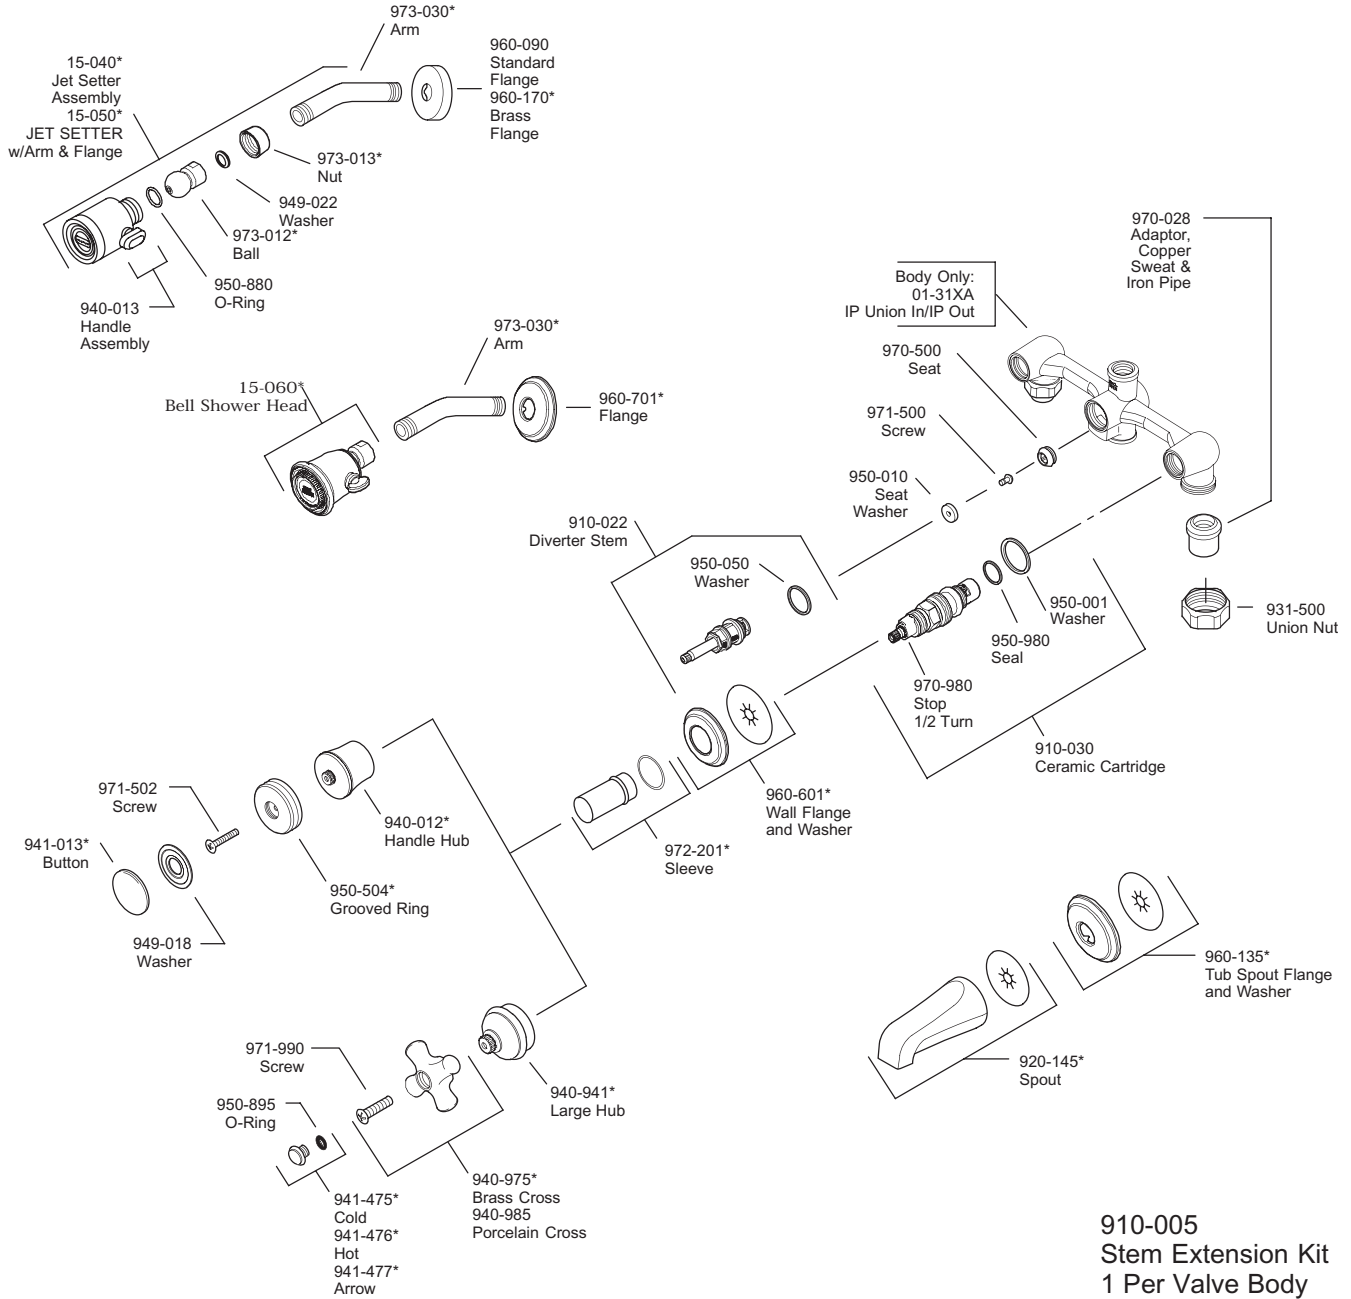 973-030*
Arm
960-090
Standard
Flange
960-170*
Brass
Flange
15-040*
Jet Setter
Assembly
15-050*
JET SETTER
w/Arm & Flange
973-013*
Nut
949-022
Washer
973-012*
Ball
950-880
O-Ring
940-013
Handle
Assembly
970-028
Adaptor,
Copper
Sweat &
Iron Pipe
Body Only:
01-31XA
IP Union In/IP Out
973-030*
Arm
970-500
Seat
15-060*
Bell Shower Head
960-701*
Flange
971-500
Screw
950-010
Seat
Washer
910-022
Diverter Stem
950-050
Washer
950-001
Washer
931-500
Union Nut
950-980
Seal
970-980
Stop
1/2 Turn
910-030
Ceramic Cartridge
971-502
Screw
960-601*
Wall Flange
and Washer
940-012*
Handle Hub
941-013*
Button
972-201*
Sleeve
950-504*
Grooved Ring
949-018
Washer
960-135*
Tub Spout Flange
and Washer
971-990
Screw
920-145*
Spout
940-941*
Large Hub
950-895
O-Ring
940-975*
Brass Cross
940-985
Porcelain Cross
941-475*
Cold
941-476*
Hot
941-477*
Arrow
910-005
Stem Extension Kit
1 Per Valve Body